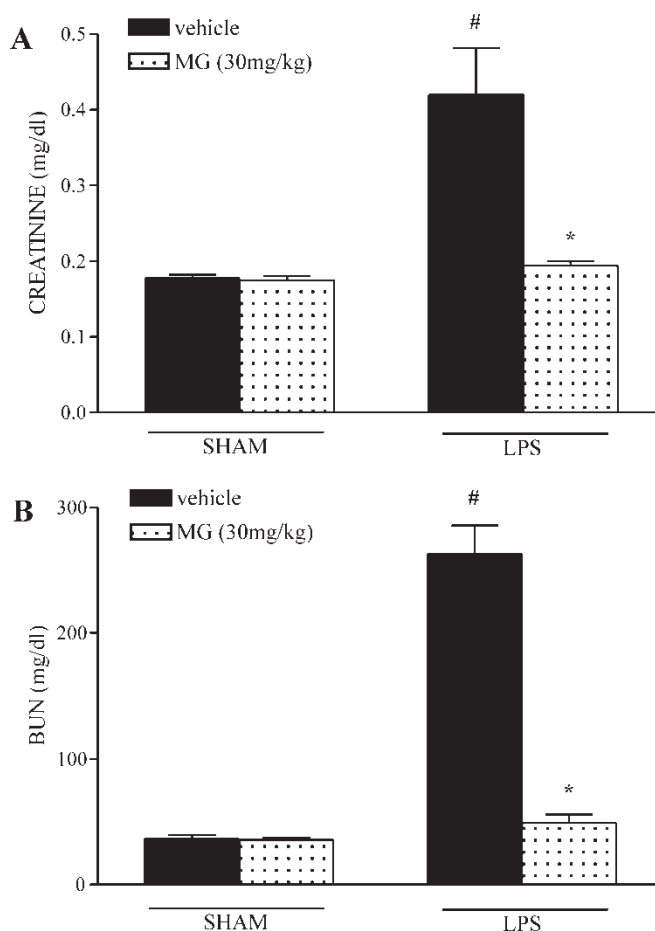 A
vehicle
MG (30mg/kg)
CREATININE (mg/dl)
0.5
0.4
0.3
0.2
0.1
0.0
#
*
SHAM
LPS
B
vehicle
MG (30mg/kg)
BUN (mg/dl)
300
200
100
0
#
*
SHAM
LPS